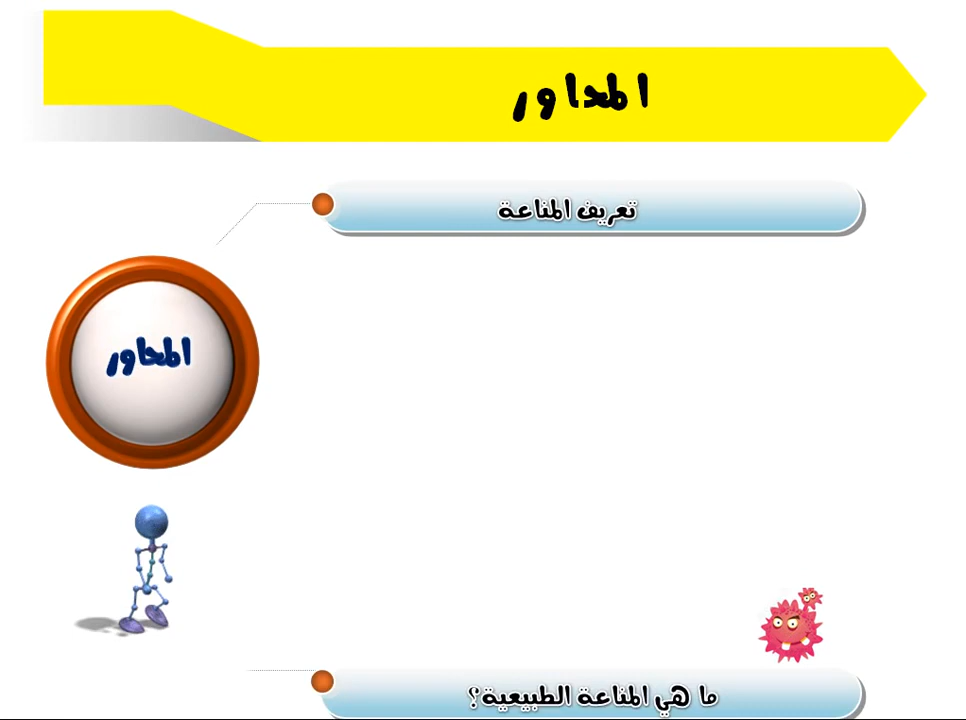 المحاور
تعريف المناعة
المحاور
ما هي المناعة الطبيعية؟